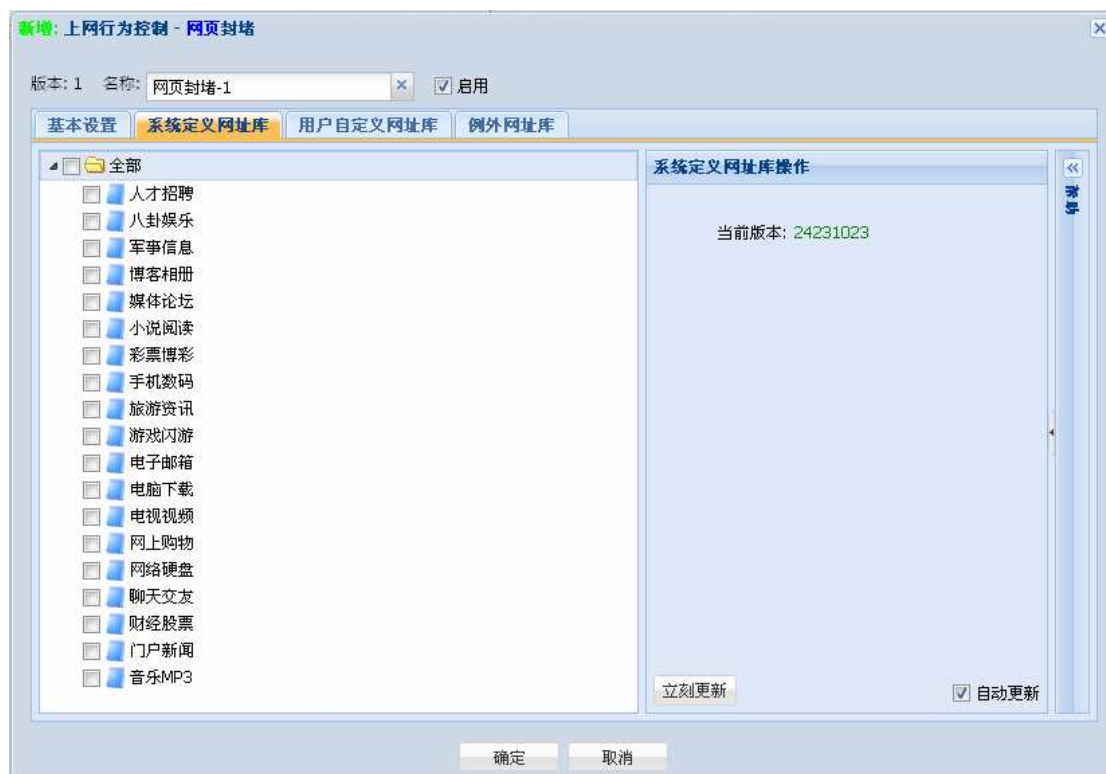 新增: 上网行为控制 - 网页封堵
版本: 1 名称: 网页封堵-1 启用
基本设置 系统定义网址库 用户自定义网址库 例外网址库
全部
人才招聘
八卦娱乐
军事信息
博客相册
媒体论坛
小说阅读
彩票博彩
手机数码
旅游资讯
游戏闪游
电子邮箱
电脑下载
电视视频
网上购物
网络硬盘
聊天交友
财经股票
门户新闻
音乐MP3
系统定义网址库操作
当前版本: 24231023
立刻更新 自动更新
帮助
确定 取消